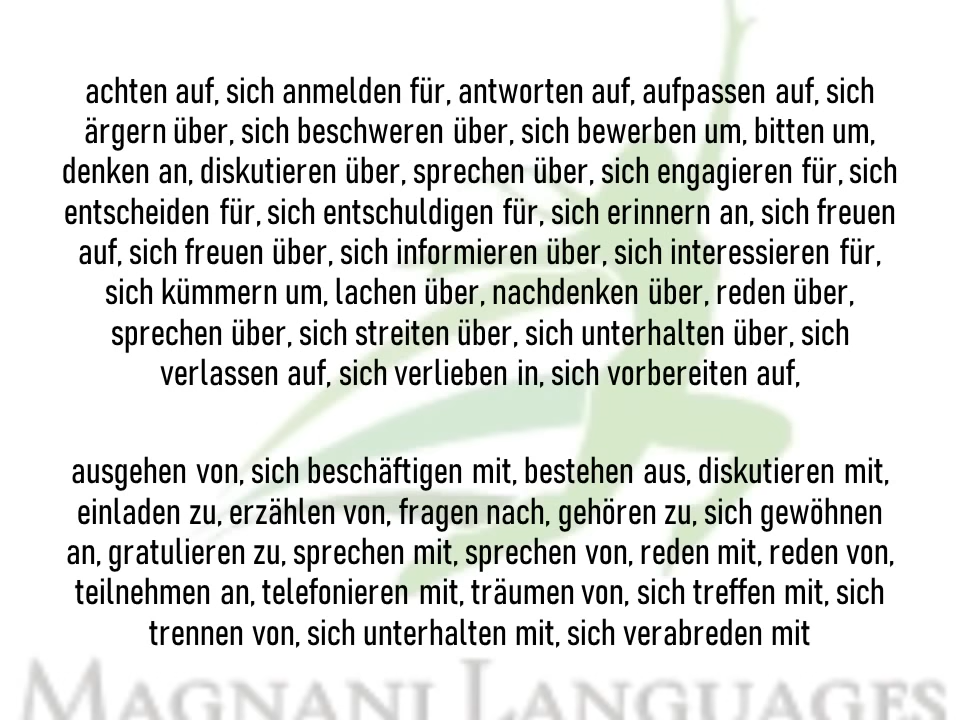 achten auf, sich anmelden für, antworten auf, aufpassen auf, sich
ärgern über, sich beschweren über, sich bewerben um, bitten um,
denken an, diskutieren über, sprechen über, sich engagieren für, sich
entscheiden für, sich entschuldigen für, sich erinnern an, sich freuen
auf, sich freuen über, sich informieren über, sich interessieren für,
sich kümmern um, lachen über, nachdenken über, reden über,
sprechen über, sich streiten über, sich unterhalten über, sich
verlassen auf, sich verlieben in, sich vorbereiten auf,
ausgehen von, sich beschäftigen mit, bestehen aus, diskutieren mit,
einladen zu, erzählen von, fragen nach, gehören zu, sich gewöhnen
an, gratulieren zu, sprechen mit, sprechen von, reden mit, reden von,
teilnehmen an, telefonieren mit, träumen von, sich treffen mit, sich
trennen von, sich unterhalten mit, sich verabreden mit
MAGNANI LANGUAGES